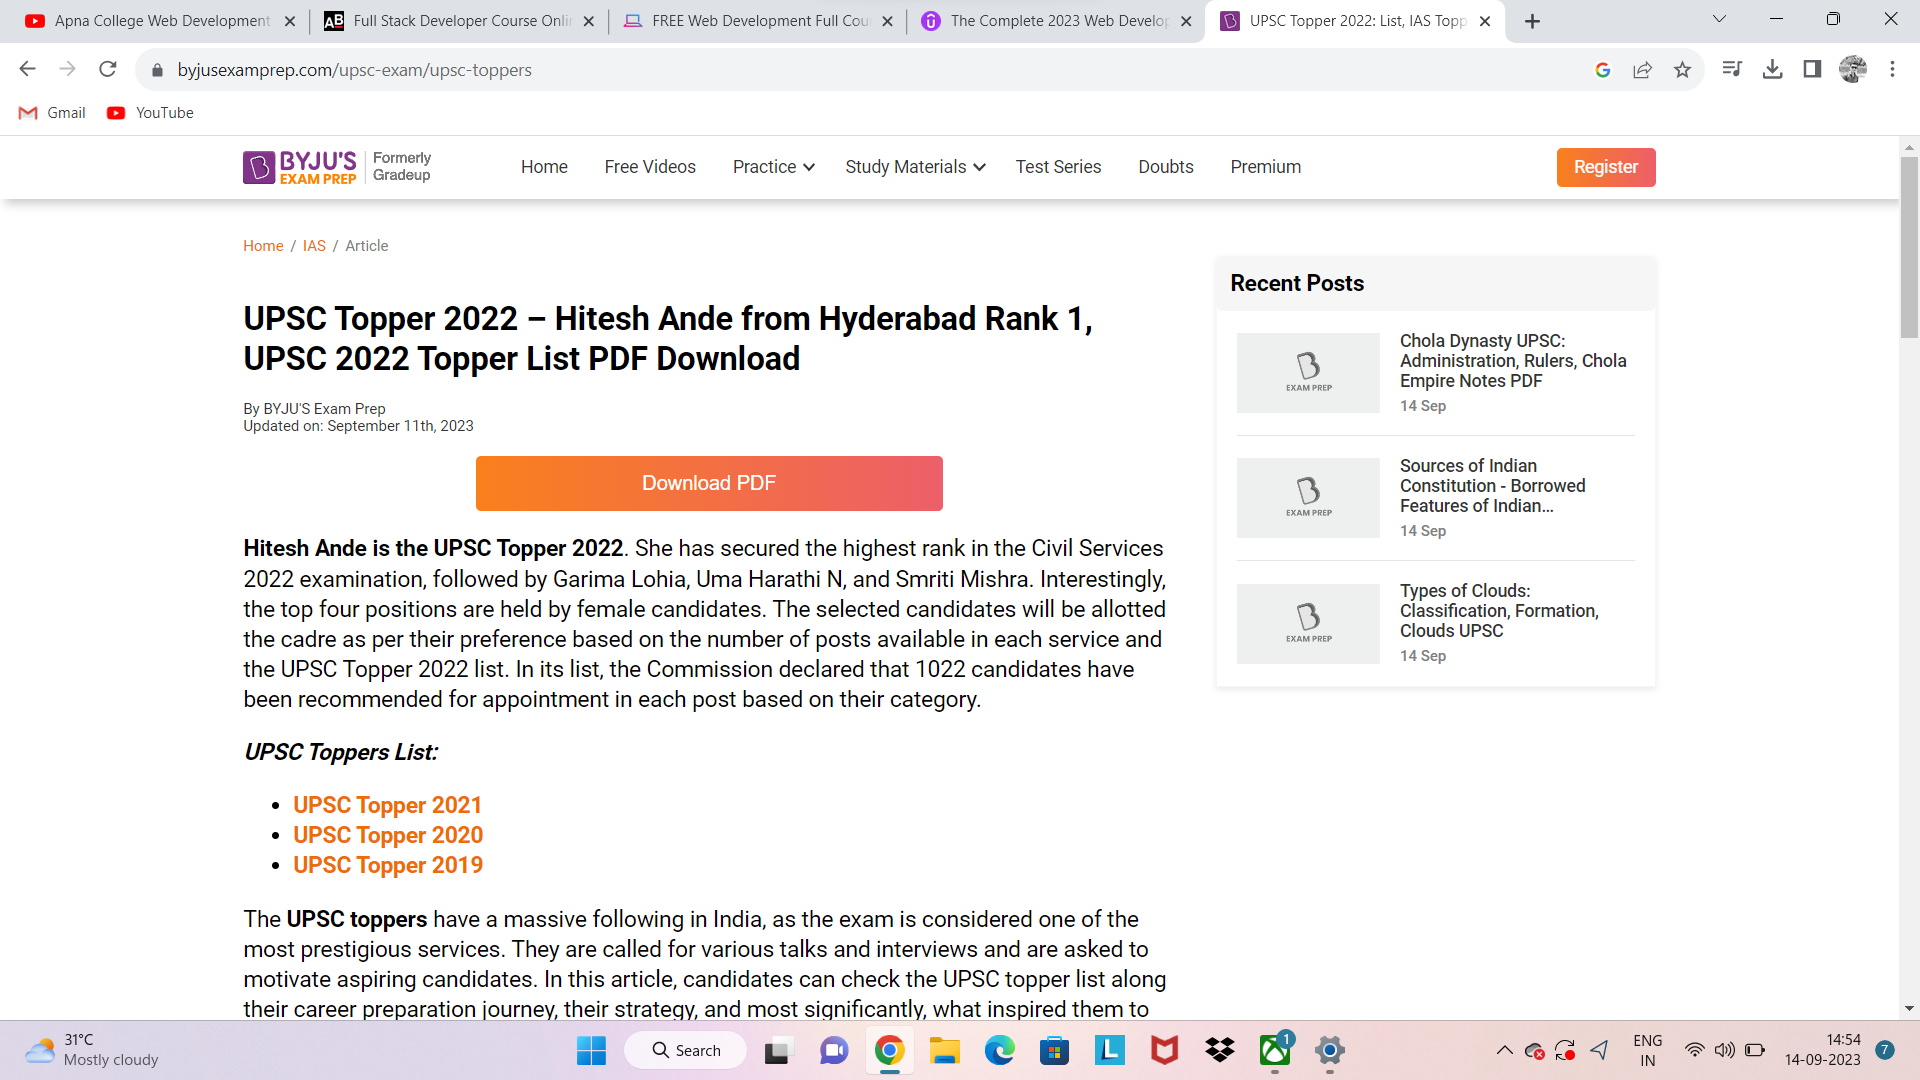 Apna College Web Development
Full Stack Developer Course Onli
FREE Web Development Full Cou
The Complete 2023 Web Develop
UPSC Topper 2022: List, IAS Topp
byjusexamprep.com/upsc-exam/upsc-toppers
Gmail
YouTube
BYJU'S
EXAM PREP
Formerly
Gradeup
Home
Free Videos
Practice
Study Materials
Test Series
Doubts
Premium
Register
Home / IAS / Article
UPSC Topper 2022 – Hitesh Ande from Hyderabad Rank 1,
UPSC 2022 Topper List PDF Download
By BYJU'S Exam Prep
Updated on: September 11th, 2023
Download PDF
Hitesh Ande is the UPSC Topper 2022. She has secured the highest rank in the Civil Services
2022 examination, followed by Garima Lohia, Uma Harathi N, and Smriti Mishra. Interestingly,
the top four positions are held by female candidates. The selected candidates will be allotted
the cadre as per their preference based on the number of posts available in each service and
the UPSC Topper 2022 list. In its list, the Commission declared that 1022 candidates have
been recommended for appointment in each post based on their category.
UPSC Toppers List:
UPSC Topper 2021
UPSC Topper 2020
UPSC Topper 2019
The UPSC toppers have a massive following in India, as the exam is considered one of the
most prestigious services. They are called for various talks and interviews and are asked to
motivate aspiring candidates. In this article, candidates can check the UPSC topper list along
their career preparation journey, their strategy, and most significantly, what inspired them to
Recent Posts
EXAM PREP
Chola Dynasty UPSC:
Administration, Rulers, Chola
Empire Notes PDF
14 Sep
EXAM PREP
Sources of Indian
Constitution - Borrowed
Features of Indian...
14 Sep
EXAM PREP
Types of Clouds:
Classification, Formation,
Clouds UPSC
14 Sep
31°C
Mostly cloudy
Search
1
ENG
IN
14:54
14-09-2023
7